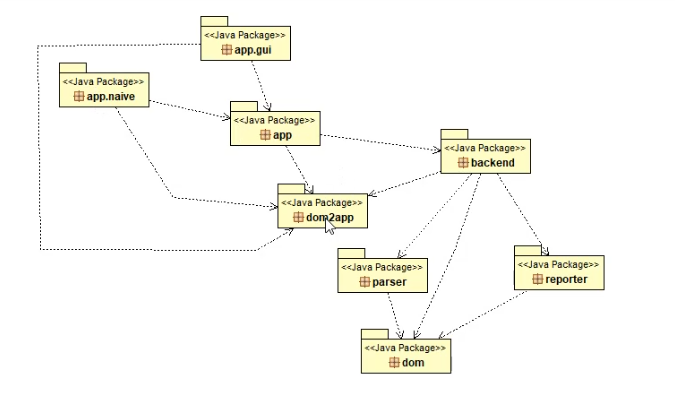 <<Java Package>>
app.gui
<<Java Package>>
app.naive
<<Java Package>>
app
<<Java Package>>
backend
<<Java Package>>
dom2app
<<Java Package>>
parser
<<Java Package>>
reporter
<<Java Package>>
dom